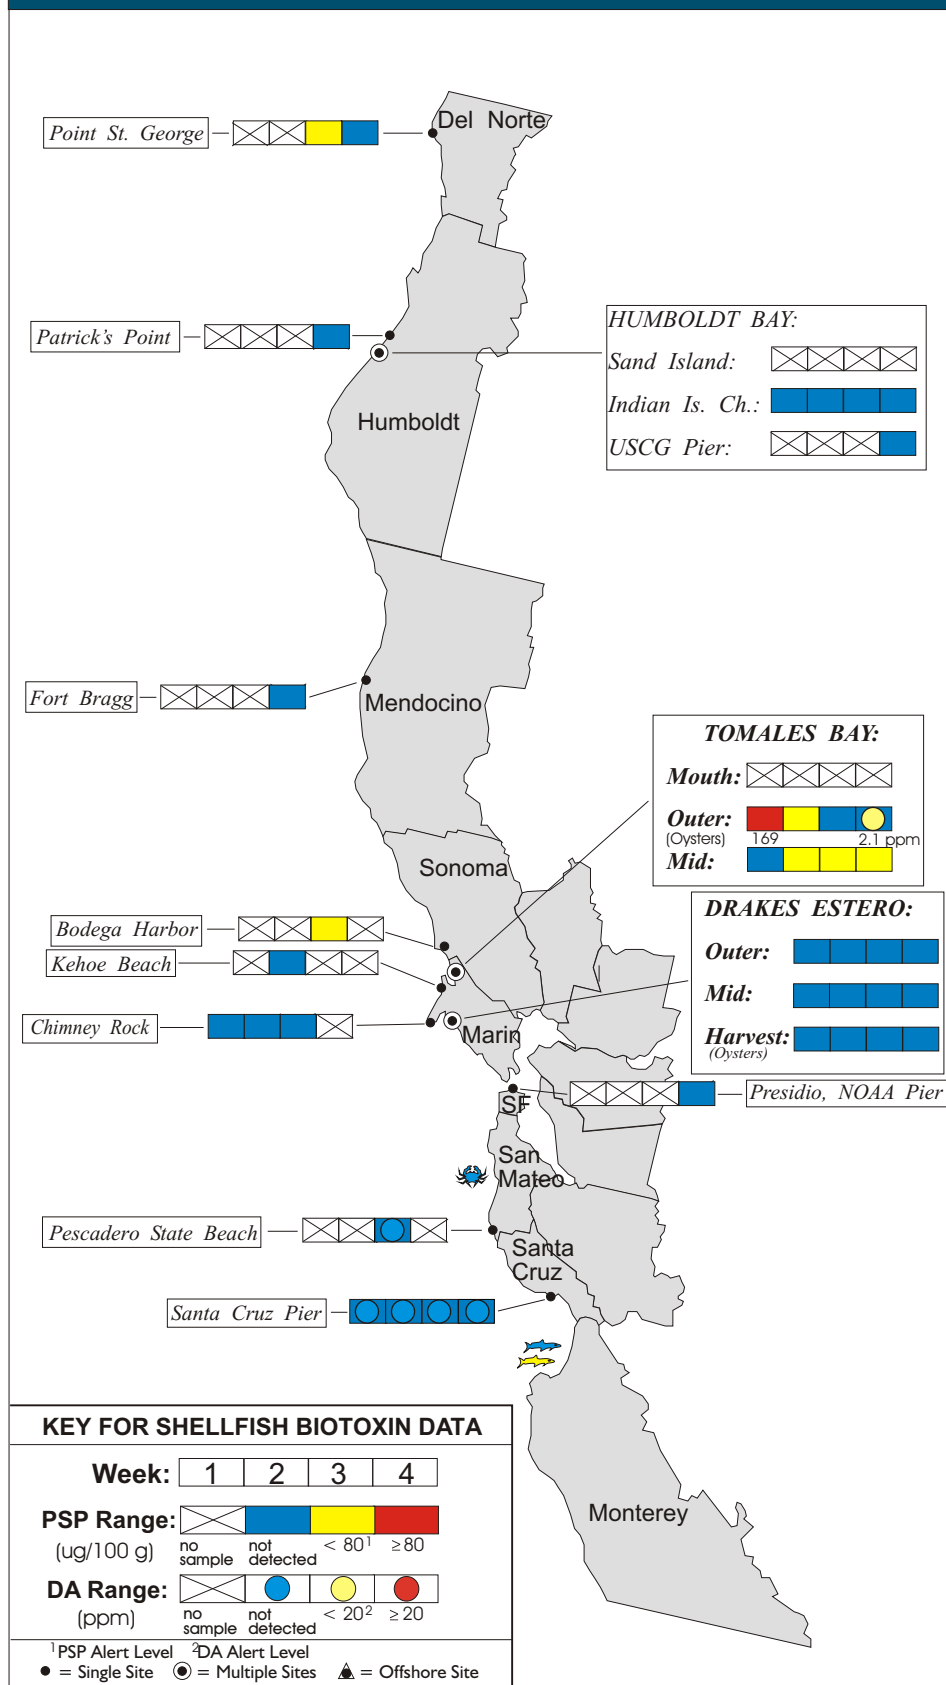 Del Norte
Point St. George
Patrick's Point
HUMBOLDT BAY:
Sand Island:
Indian Is. Ch.:
USCG Pier:
Humboldt
Fort Bragg
Mendocino
TOMALES BAY:
Mouth:
Outer:
(Oysters) 169 2.1 ppm
Mid:
Sonoma
DRAKES ESTERO:
Outer:
Mid:
Harvest:
(Oysters)
Bodega Harbor
Kehoe Beach
Chimney Rock
Marin
Presidio, NOAA Pier
SF
San
Mateo
Pescadero State Beach
Santa
Cruz
Santa Cruz Pier
Monterey
KEY FOR SHELLFISH BIOTOXIN DATA
Week: 1 2 3 4
PSP Range:
(ug/100 g)
no sample
not detected
< 80¹
≥80
DA Range:
(ppm)
no sample
not detected
< 20²
≥ 20
¹PSP Alert Level ²DA Alert Level
= Single Site = Multiple Sites = Offshore Site